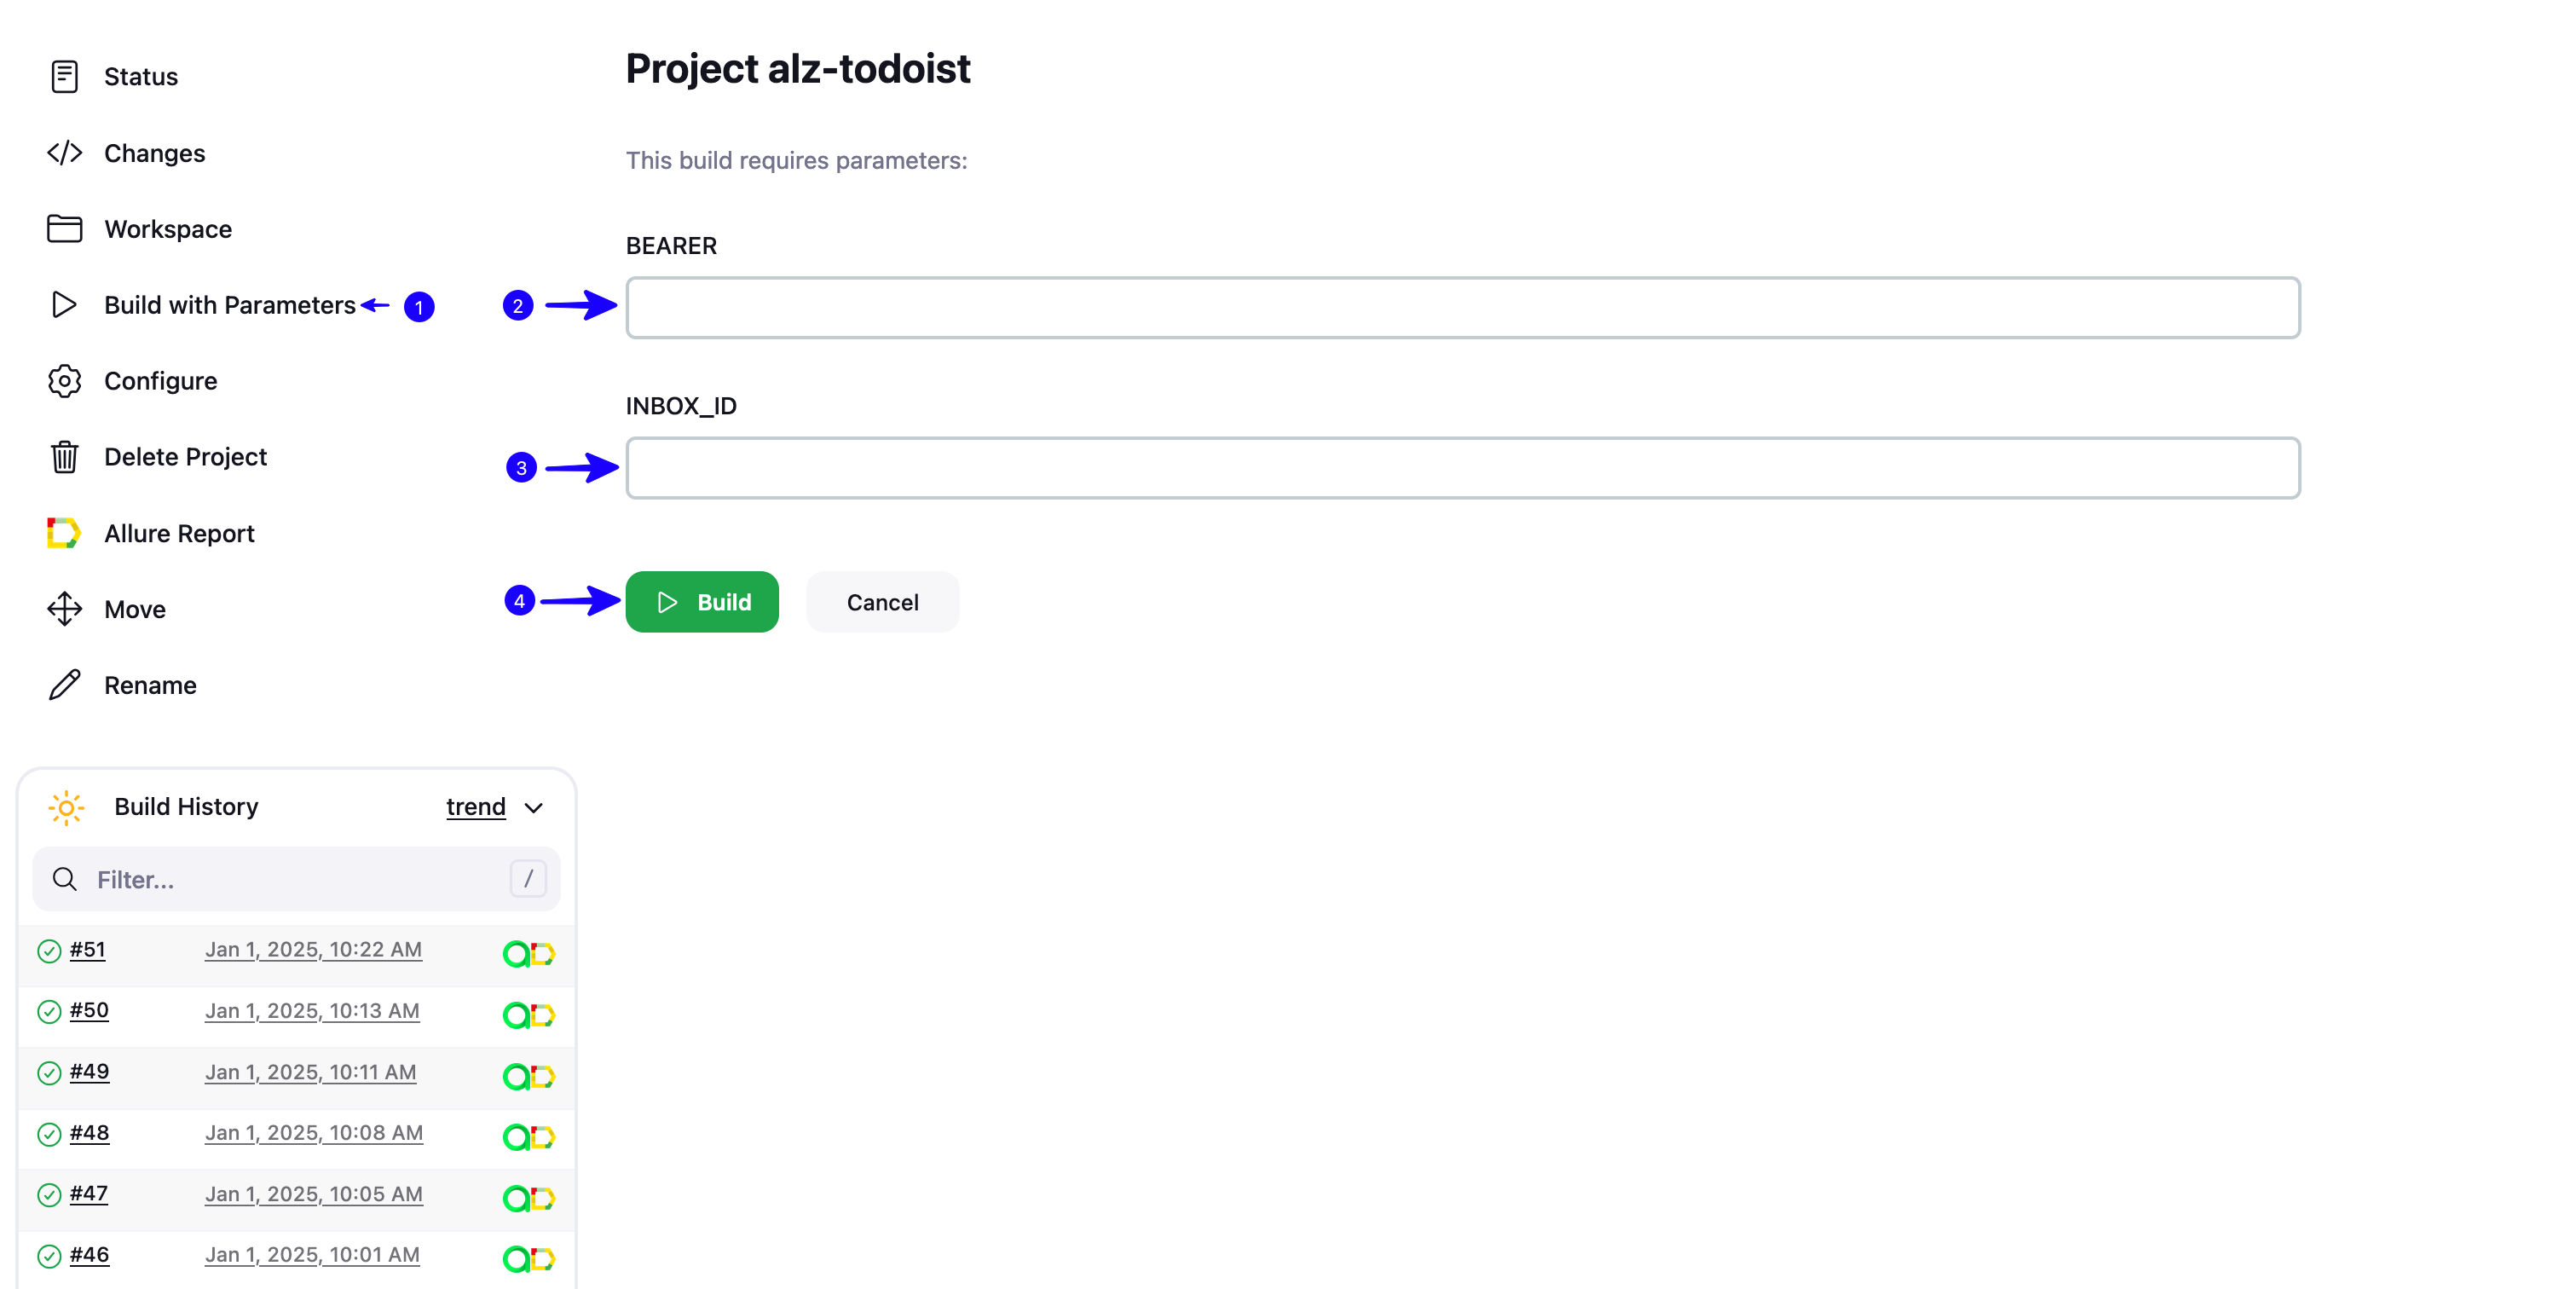 Status
Changes
Workspace
Build with Parameters
1
Configure
Delete Project
Allure Report
Move
Rename
Project alz-todoist
This build requires parameters:
BEARER
2
INBOX_ID
3
4
Build
Cancel
Build History
trend
Filter...
/
#51 Jan 1, 2025, 10:22 AM
#50 Jan 1, 2025, 10:13 AM
#49 Jan 1, 2025, 10:11 AM
#48 Jan 1, 2025, 10:08 AM
#47 Jan 1, 2025, 10:05 AM
#46 Jan 1, 2025, 10:01 AM